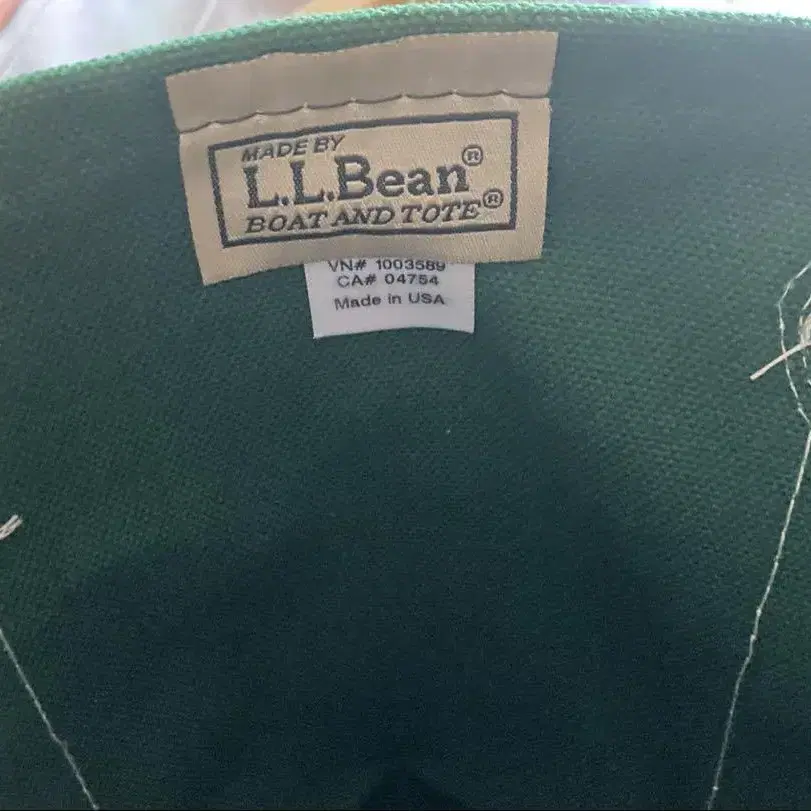 MADE BY
L.L.Bean®
BOAT AND TOTE®
VN# 1003589
CA# 04754
Made in USA